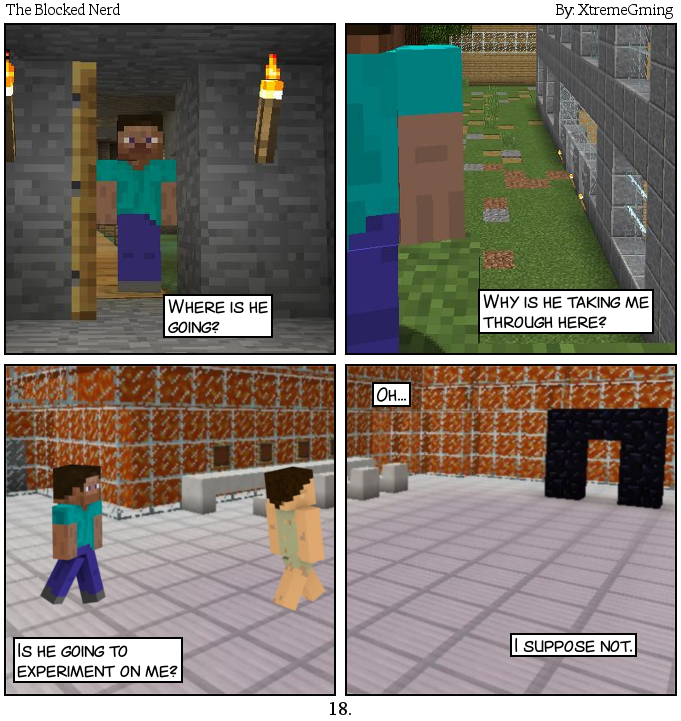 The Blocked Nerd
By: XtremeGming
Where is he
going?
Why is he taking me
through here?
Is he going to
experiment on me?
Oh...
I suppose not.
18.